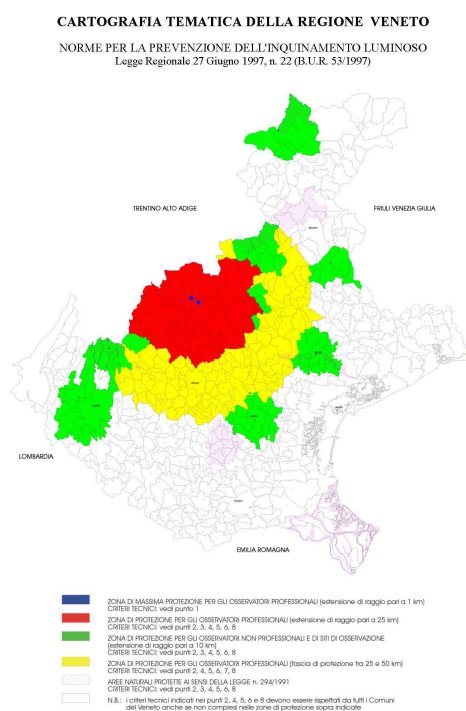 CARTOGRAFIA TEMATICA DELLA REGIONE VENETO
NORME PER LA PREVENZIONE DELL'INQUINAMENTO LUMINOSO
Legge Regionale 27 Giugno 1997, n. 22 (B.U.R. 53/1997)
TRENTINO ALTO ADIGE
FRIULI VENEZIA GIULIA
LOMBARDIA
EMILIA ROMAGNA
ZONA DI MASSIMA PROTEZIONE PER GLI OSSERVATORI PROFESSIONALI (estensione di raggio pari a 1 km)
CRITERI TECNICI: vedi punto 1
ZONA DI PROTEZIONE PER GLI OSSERVATORI PROFESSIONALI (estensione di raggio pari a 25 km)
CRITERI TECNICI: vedi punti 2, 3, 4, 5, 6, 8
ZONA DI PROTEZIONE PER GLI OSSERVATORI NON PROFESSIONALI E DI SITI DI OSSERVAZIONE
(estensione di raggio pari a 10 km)
CRITERI TECNICI: vedi punti 2, 3, 4, 5, 6, 8
ZONA DI PROTEZIONE PER GLI OSSERVATORI PROFESSIONALI (fascia di protezione tra 25 e 50 km)
CRITERI TECNICI: vedi punti 2, 4, 5, 6, 7, 8
AREE NATURALI PROTETTE AI SENSI DELLA LEGGE n. 294/1991
CRITERI TECNICI: vedi punti 2, 3, 4, 5, 6, 8
N.B.: i criteri tecnici indicati nei punti 2, 4, 5, 6 e 8 devono essere rispettati da tutti i Comuni
del Veneto anche se non compresi nelle zone di protezione sopra indicate